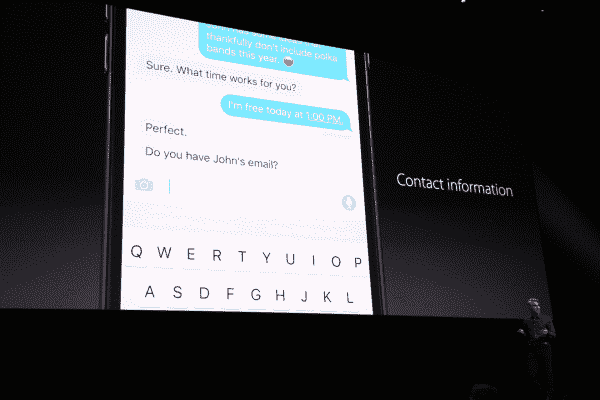 thankfully don't include polka
bands this year.
Sure. What time works for you?
I'm free today at 1:00 PM.
Perfect.
Do you have John's email?
Contact information
Q W E R T Y U I O P
A S D F G H J K L